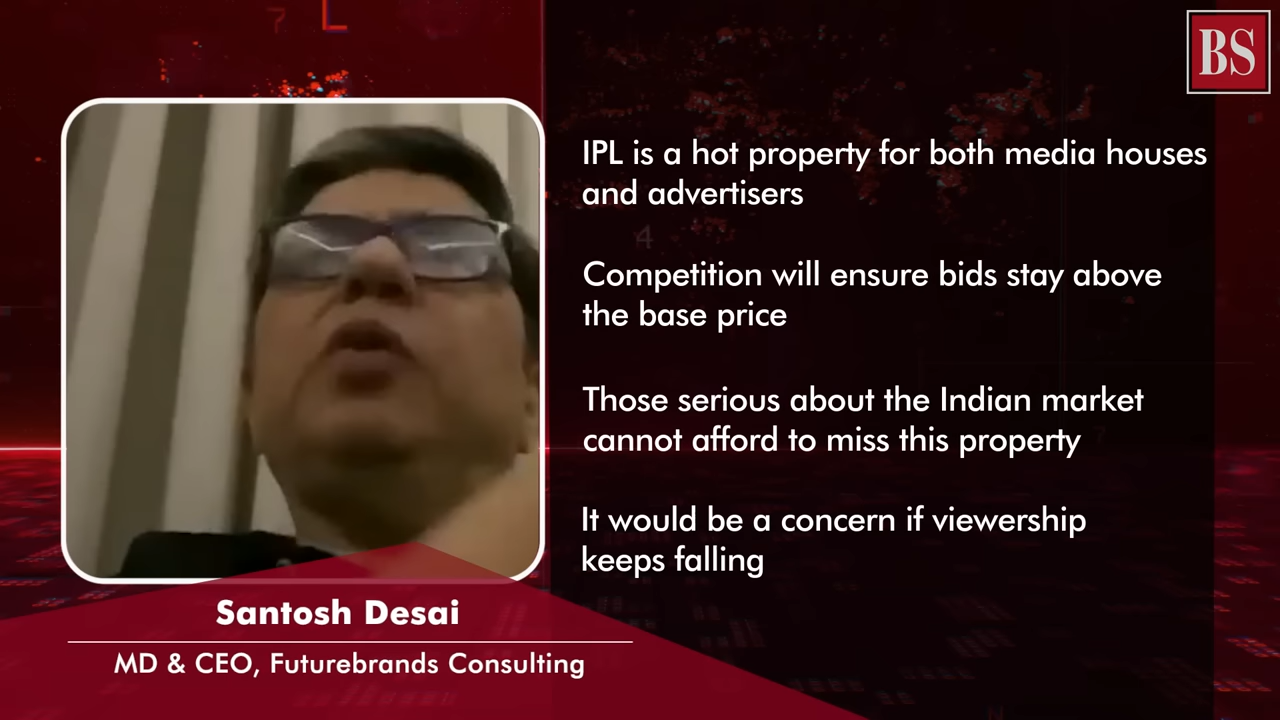 BS
IPL is a hot property for both media houses
and advertisers
Competition will ensure bids stay above
the base price
Those serious about the Indian market
cannot afford to miss this property
It would be a concern if viewership
keeps falling
Santosh Desai
MD & CEO, Futurebrands Consulting